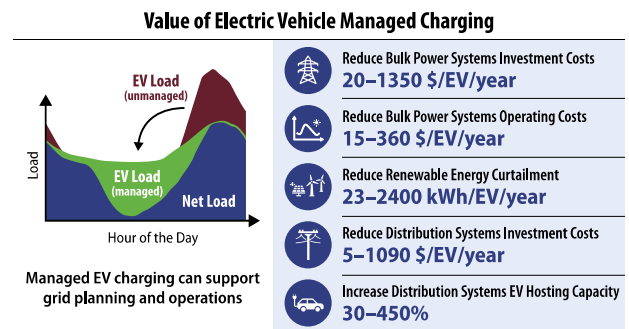 Value of Electric Vehicle Managed Charging
EV Load
(unmanaged)
EV Load
(managed)
Net Load
Load
Hour of the Day
Managed EV charging can support
grid planning and operations
Reduce Bulk Power Systems Investment Costs
20–1350 $/EV/year
Reduce Bulk Power Systems Operating Costs
15–360 $/EV/year
Reduce Renewable Energy Curtailment
23–2400 kWh/EV/year
Reduce Distribution Systems Investment Costs
5–1090 $/EV/year
Increase Distribution Systems EV Hosting Capacity
30–450%